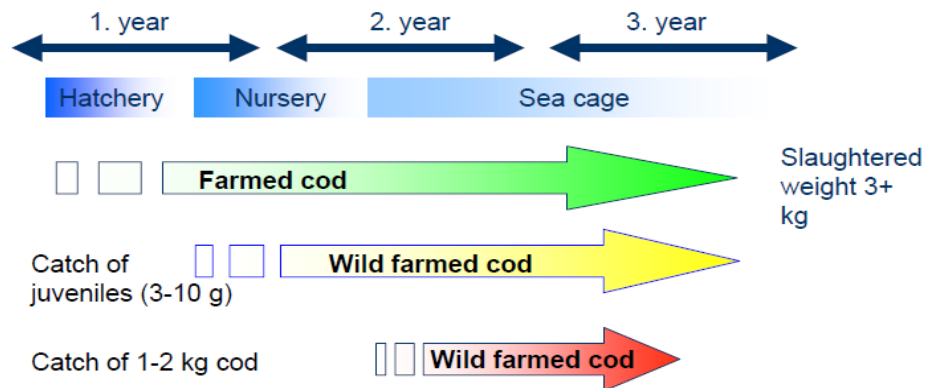 1. year 2. year 3. year
Hatchery Nursery Sea cage
Farmed cod
Slaughtered
weight 3+
kg
Catch of
juveniles (3-10 g)
Wild farmed cod
Catch of 1-2 kg cod
Wild farmed cod